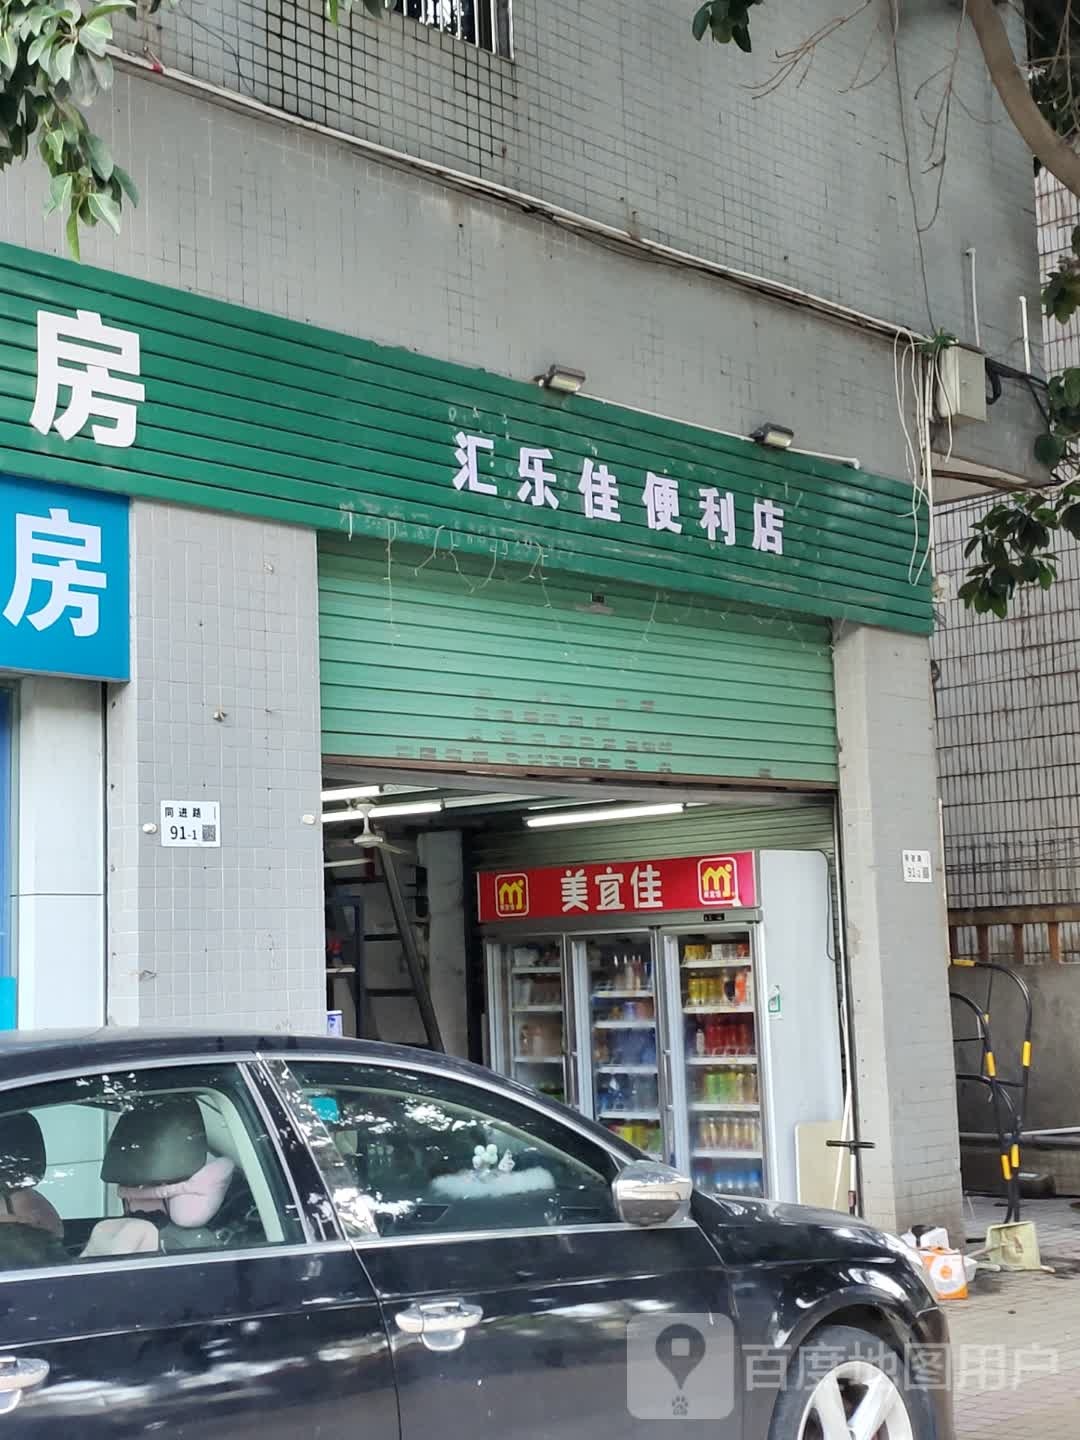 房
汇乐佳便利店
房
同进路
91-1
美宜佳
91-
百度地图用户